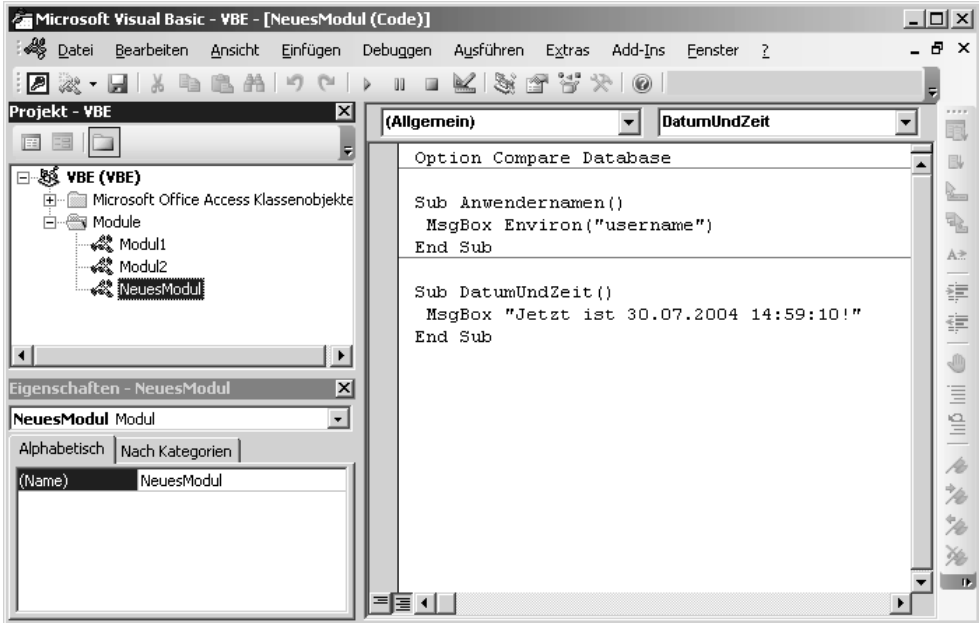 Microsoft Visual Basic - VBE - [NeuesModul (Code)]
Datei Bearbeiten Ansicht Einfügen Debuggen Ausführen Extras Add-Ins Fenster ?
Projekt - VBE
VBE (VBE)
Microsoft Office Access Klassenobjekte
Module
Modul1
Modul2
NeuesModul
Eigenschaften - NeuesModul
NeuesModul Modul
Alphabetisch Nach Kategorien
(Name) NeuesModul
(Allgemein) DatumUndZeit
Option Compare Database
Sub Anwendernamen()
MsgBox Environ("username")
End Sub
Sub DatumUndZeit()
MsgBox "Jetzt ist 30.07.2004 14:59:10!"
End Sub